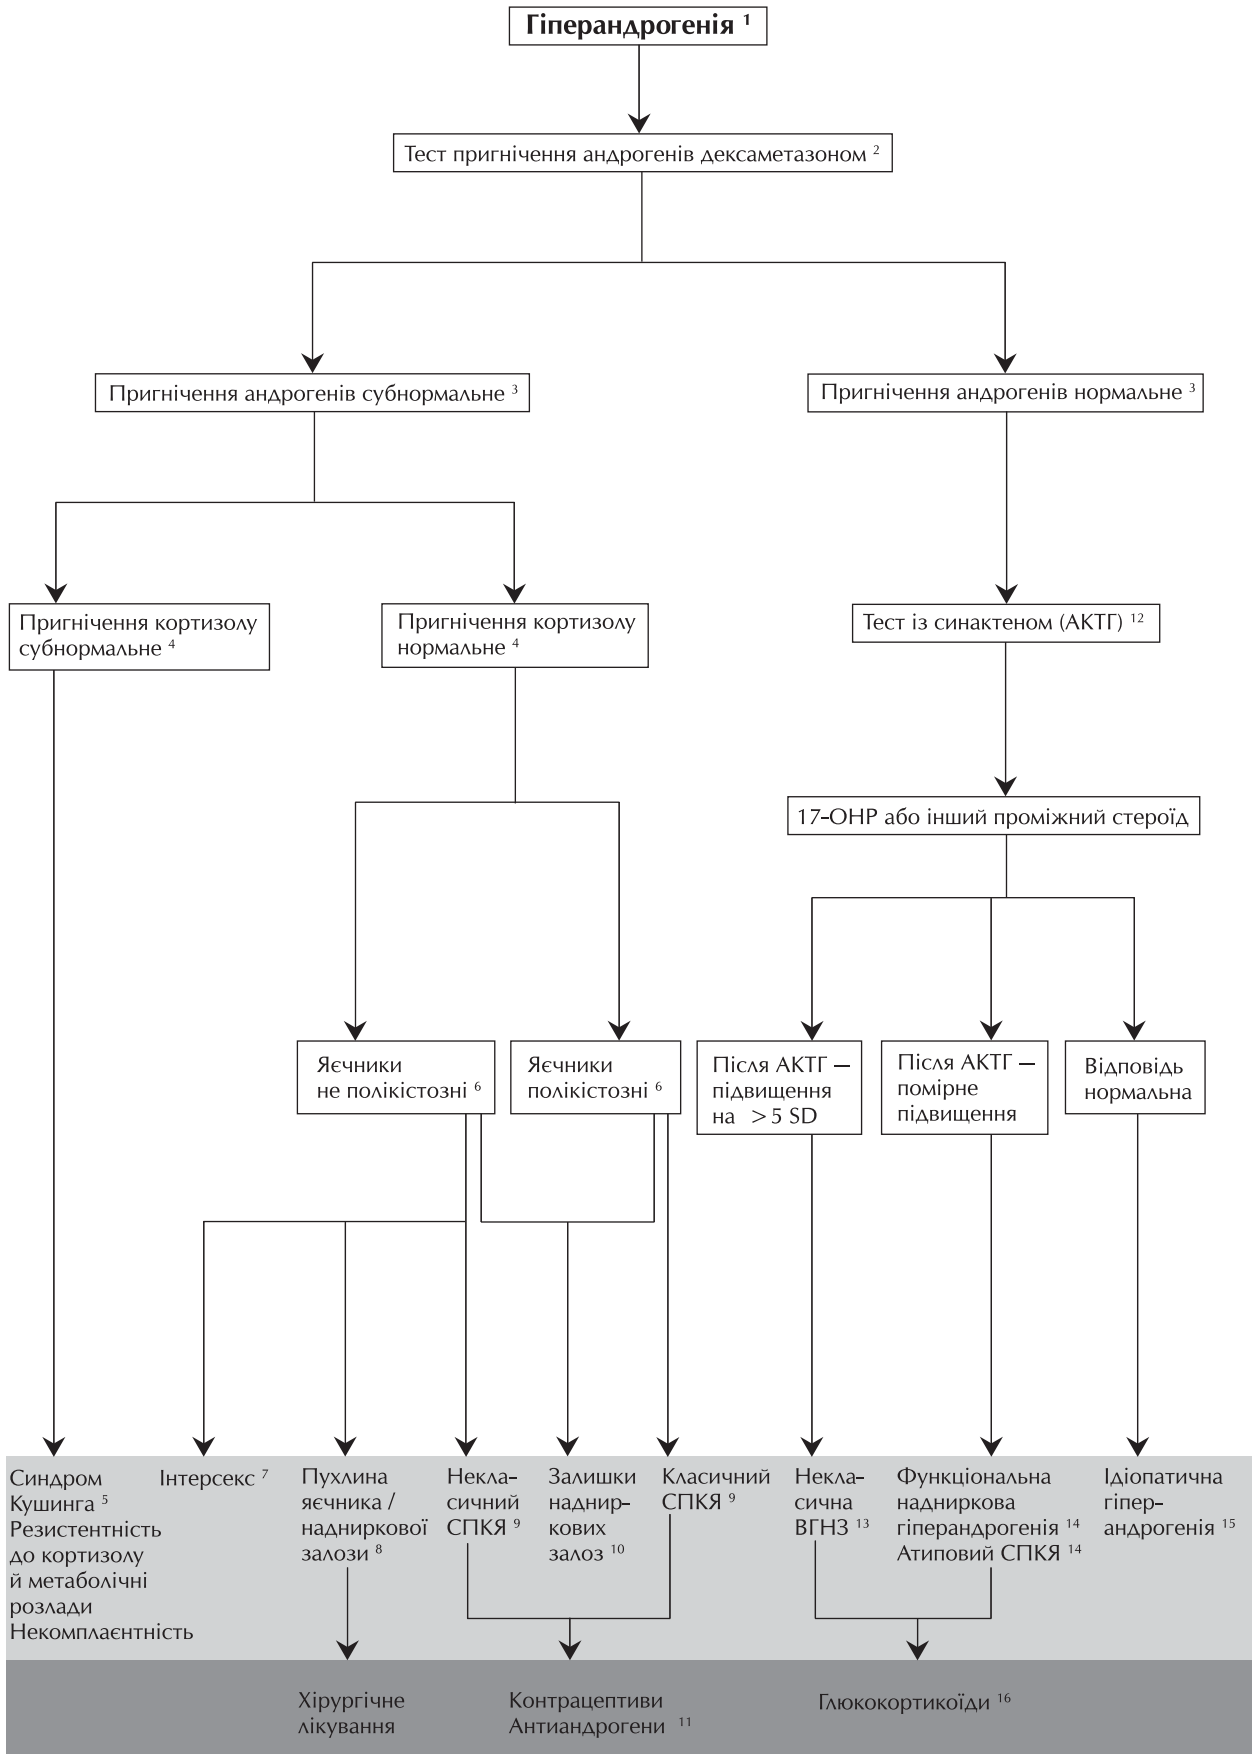 Гіперандрогенія ¹
Тест пригнічення андрогенів дексаметазоном ²
Пригнічення андрогенів субнормальне ³
Пригнічення андрогенів нормальне ³
Пригнічення кортизолу
субнормальне ⁴
Пригнічення кортизолу
нормальне ⁴
Тест із синактеном (АКТГ) ¹²
17-ОНР або інший проміжний стероїд
Яєчники
не полікістозні ⁶
Яєчники
полікістозні ⁶
Після АКТГ —
підвищення
на >5 SD
Після АКТГ —
помірне
підвищення
Відповідь
нормальна
Синдром
Кушинга ⁵
Резистентність
до кортизолу
й метаболічні
розлади
Некомплаєнтність
Інтерсекс ⁷
Пухлина
яєчника /
надниркової
залози ⁸
Некла-
сичний
СПКЯ ⁹
Залишки
наднир-
кових
залоз ¹⁰
Класичний
СПКЯ ⁹
Некла-
сична
ВГНЗ ¹³
Функціональна
надниркова
гіперандрогенія ¹⁴
Атиповий СПКЯ ¹⁴
Ідіопатична
гіпер-
андрогенія ¹⁵
Хірургічне
лікування
Контрацептиви
Антиандрогени ¹¹
Глюкокортикоїди ¹⁶